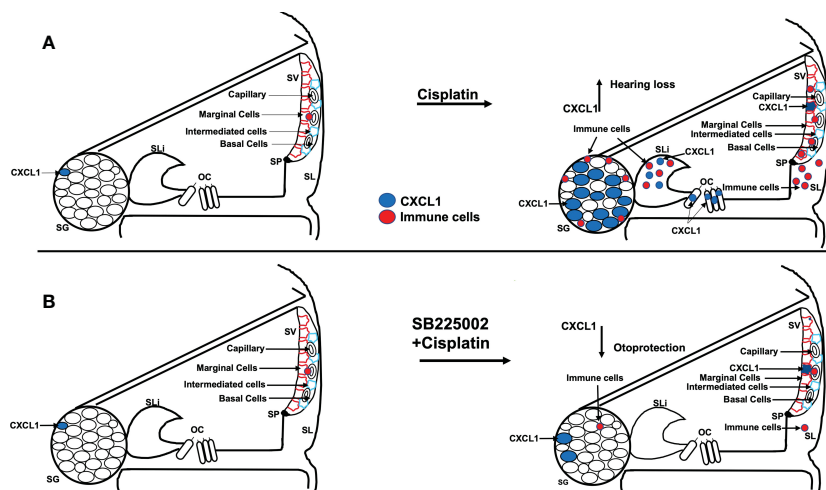 A
SV
Capillary
Marginal Cells
Intermediated cells
Basal Cells
SLi
CXCL1
SP
OC
SL
SG
Cisplatin
CXCL1
Immune cells
Hearing loss
CXCL1
Immune cells
SV
Capillary
CXCL1
Marginal Cells
Intermediated cells
Basal Cells
SLi
CXCL1
SP
OC
Immune cells
SL
CXCL1
SG
CXCL1
B
SV
Capillary
Marginal Cells
Intermediated cells
Basal Cells
SLi
SP
CXCL1
OC
SL
SG
SB225002
+Cisplatin
CXCL1
Otoprotection
Immune cells
SV
Capillary
CXCL1
Marginal Cells
Intermediated cells
Basal Cells
SLi
SP
Immune cells
CXCL1
OC
SL
SG